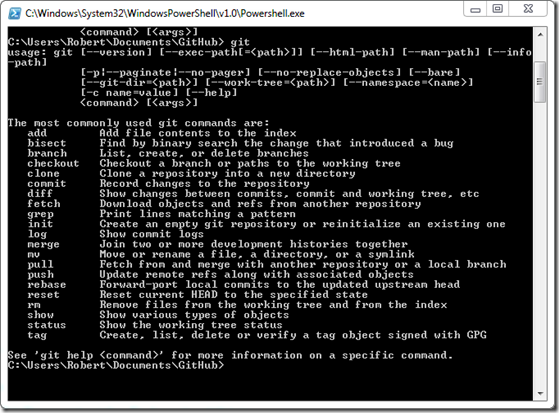 C:\Windows\System32\WindowsPowerShell\v1.0\Powershell.exe
<command> [<args>]
C:\Users\Robert\Documents\GitHub> git
usage: git [--version] [--exec-path[=<path>]] [--html-path] [--man-path] [--info
-path]
[-p|--paginate|--no-pager] [--no-replace-objects] [--bare]
[--git-dir=<path>] [--work-tree=<path>] [--namespace=<name>]
[-c name=value] [--help]
<command> [<args>]
The most commonly used git commands are:
add Add file contents to the index
bisect Find by binary search the change that introduced a bug
branch List, create, or delete branches
checkout Checkout a branch or paths to the working tree
clone Clone a repository into a new directory
commit Record changes to the repository
diff Show changes between commits, commit and working tree, etc
fetch Download objects and refs from another repository
grep Print lines matching a pattern
init Create an empty git repository or reinitialize an existing one
log Show commit logs
merge Join two or more development histories together
mv Move or rename a file, a directory, or a symlink
pull Fetch from and merge with another repository or a local branch
push Update remote refs along with associated objects
rebase Forward-port local commits to the updated upstream head
reset Reset current HEAD to the specified state
rm Remove files from the working tree and from the index
show Show various types of objects
status Show the working tree status
tag Create, list, delete or verify a tag object signed with GPG
See 'git help <command>' for more information on a specific command.
C:\Users\Robert\Documents\GitHub>